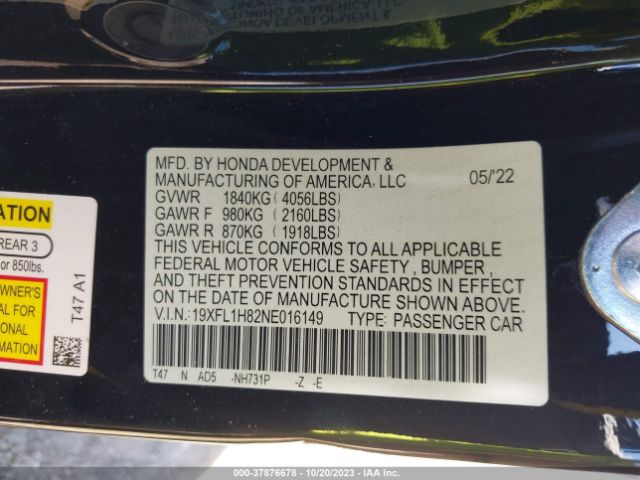 MFD. BY HONDA DEVELOPMENT &
MANUFACTURING OF AMERICA, LLC 05/'22
GVWR 1840KG ( 4056LBS)
GAWR F 980KG ( 2160LBS)
GAWR R 870KG ( 1918LBS)
THIS VEHICLE CONFORMS TO ALL APPLICABLE
FEDERAL MOTOR VEHICLE SAFETY , BUMPER,
AND THEFT PREVENTION STANDARDS IN EFFECT
ON THE DATE OF MANUFACTURE SHOWN ABOVE.
V.I.N.: 19XFL1H82NE016149 TYPE: PASSENGER CAR
T47 N AD5 -NH731P -Z -E
ATION
REAR 3
or 850lbs.
WNER'S
AL FOR
ONAL
MATION
T47 A1
000-37876678 | 10/20/2023 | IAA Inc.